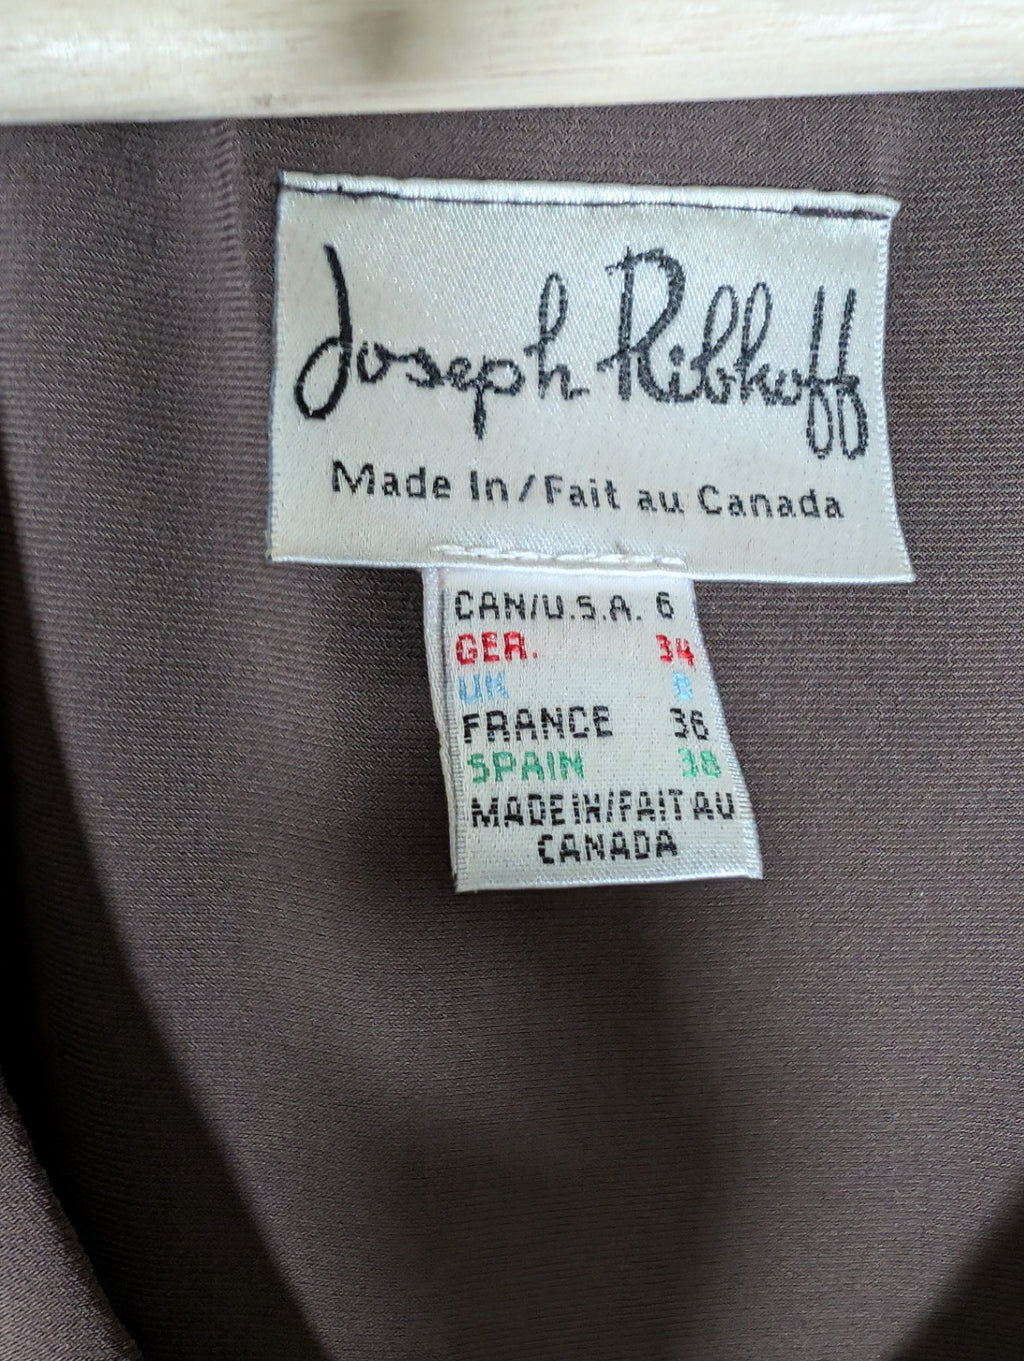 Joseph Ribkoff
Made In/Fait au Canada
CAN/U.S.A. 6
GER. 34
UK 8
FRANCE 36
SPAIN 38
MADE IN/FAIT AU
CANADA